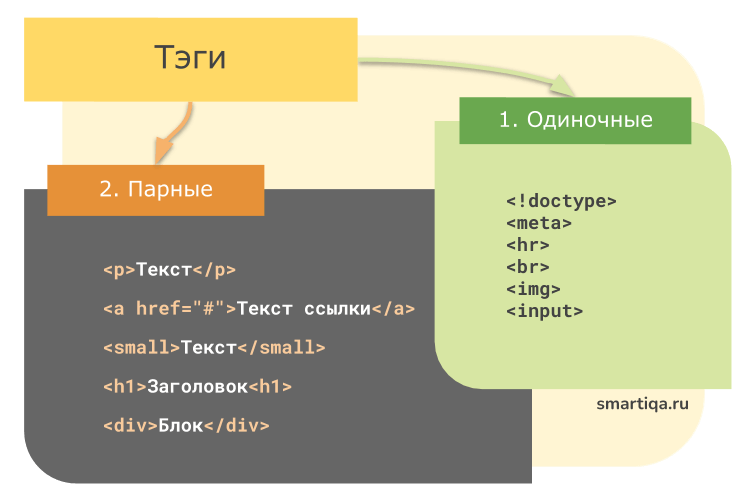 Тэги
1. Одиночные
<!doctype>
<meta>
<hr>
<br>
<img>
<input>
2. Парные
<p>Текст</p>
<a href="#">Текст ссылки</a>
<small>Текст</small>
<h1>Заголовок<h1>
<div>Блок</div>
smartiqa.ru